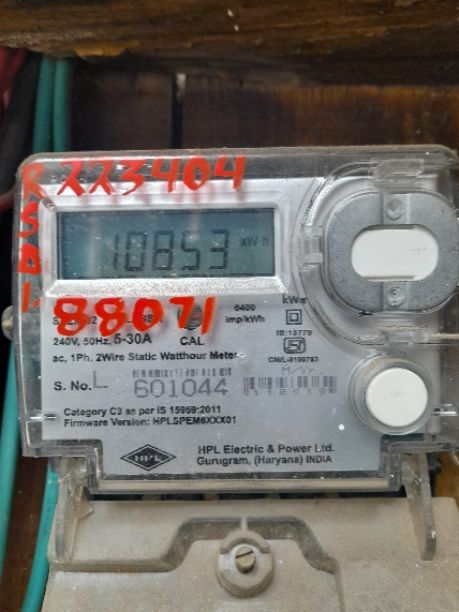 R 223404
S
D
L
10853 kWh
88071
6400
imp/kWh
240V, 50Hz, 5-30A
CAL
ac, 1Ph, 2Wire Static Watthour Meter
S. No. L 601044
Category C3 as per IS 15959:2011
Firmware Version: HPLSPEM6XXX01
HPL
HPL Electric & Power Ltd.
Gurugram, (Haryana) INDIA